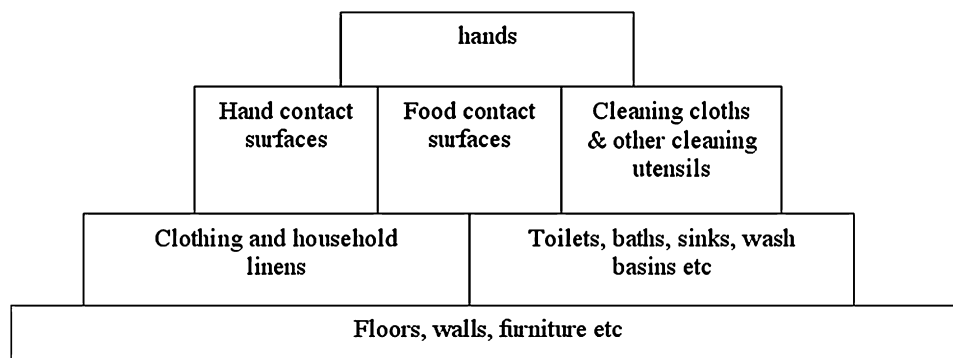 hands
Hand contact
surfaces
Food contact
surfaces
Cleaning cloths
& other cleaning
utensils
Clothing and household
linens
Toilets, baths, sinks, wash
basins etc
Floors, walls, furniture etc